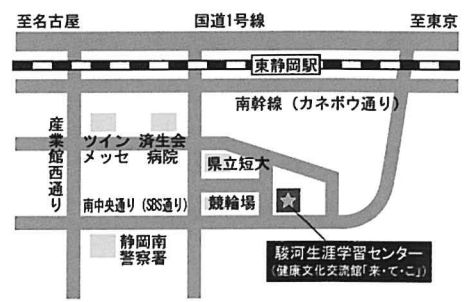 至名古屋
国道1号線
至東京
東静岡駅
南幹線（カネボウ通り）
産業館西通り
ツイン
メッセ
済生会
病院
県立短大
南中央通り（SBS通り）
競輪場
静岡南
警察署
駿河生涯学習センター
（健康文化交流館「来・て・こ」）